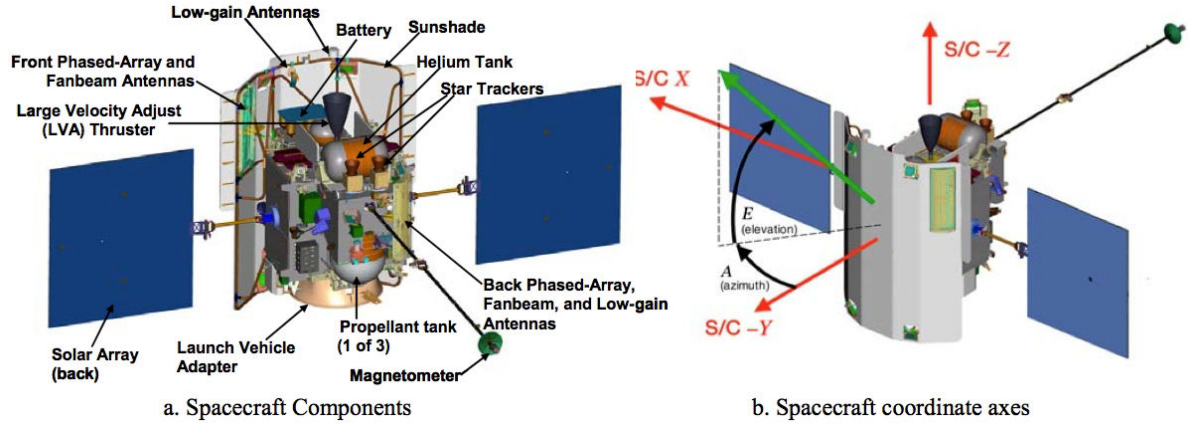 Low-gain Antennas
Battery
Sunshade
Front Phased-Array and
Fanbeam Antennas
Helium Tank
Star Trackers
Large Velocity Adjust
(LVA) Thruster
Back Phased-Array,
Fanbeam, and Low-gain
Antennas
Propellant tank
(1 of 3)
Solar Array
(back)
Launch Vehicle
Adapter
Magnetometer
a. Spacecraft Components
S/C X
S/C –Z
E
(elevation)
A
(azimuth)
S/C –Y
b. Spacecraft coordinate axes